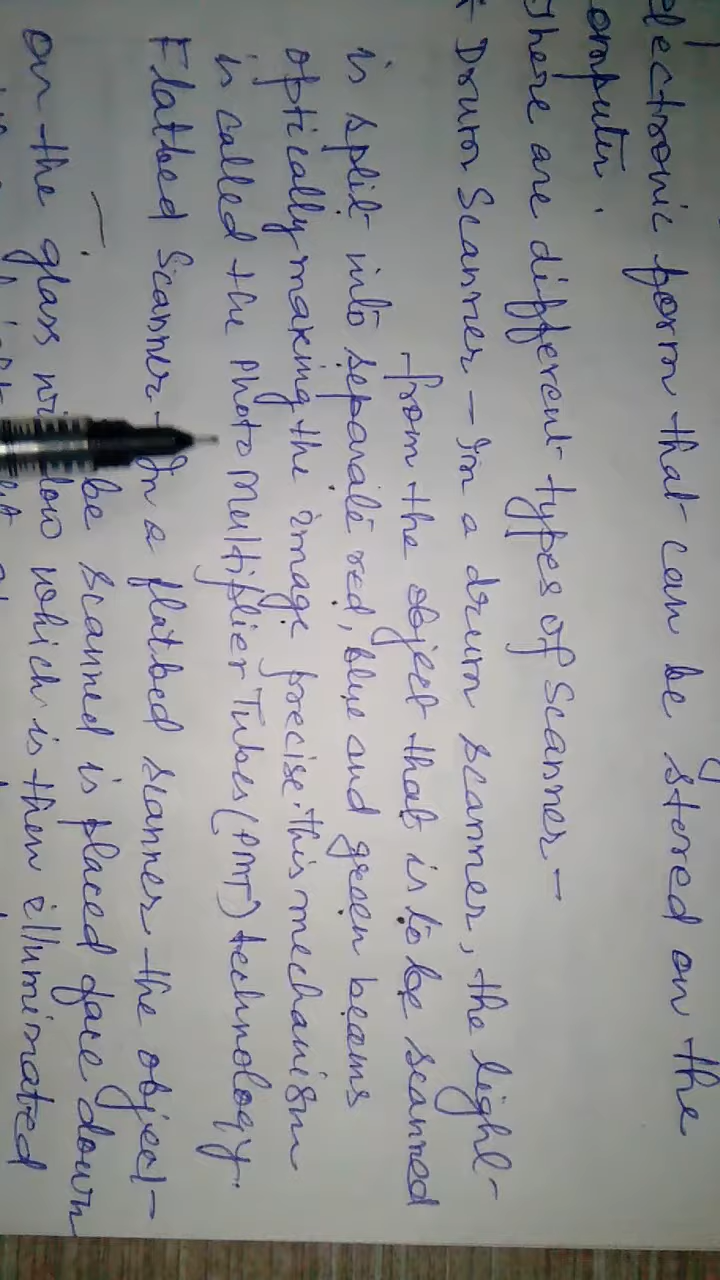 electronic form that can be stored on the
computer.
There are different types of Scanner -
Drum Scanner - In a drum scanner, the light
from the object that is to be scanned
is split into separate red, blue and green beams
optically making the image precise. this mechanism
is called the Photo Multiplier Tubes (PMT) technology.
Flatbed Scanner - In a flatbed scanner the object
be scanned is placed face down
on the glass window which is then illuminated